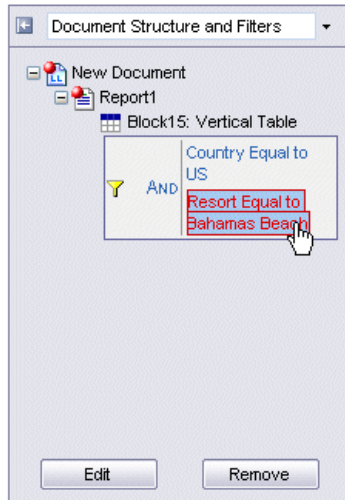 Document Structure and Filters
New Document
Report1
Block15: Vertical Table
Country Equal to
US
AND
Resort Equal to
Bahamas Beach
Edit
Remove